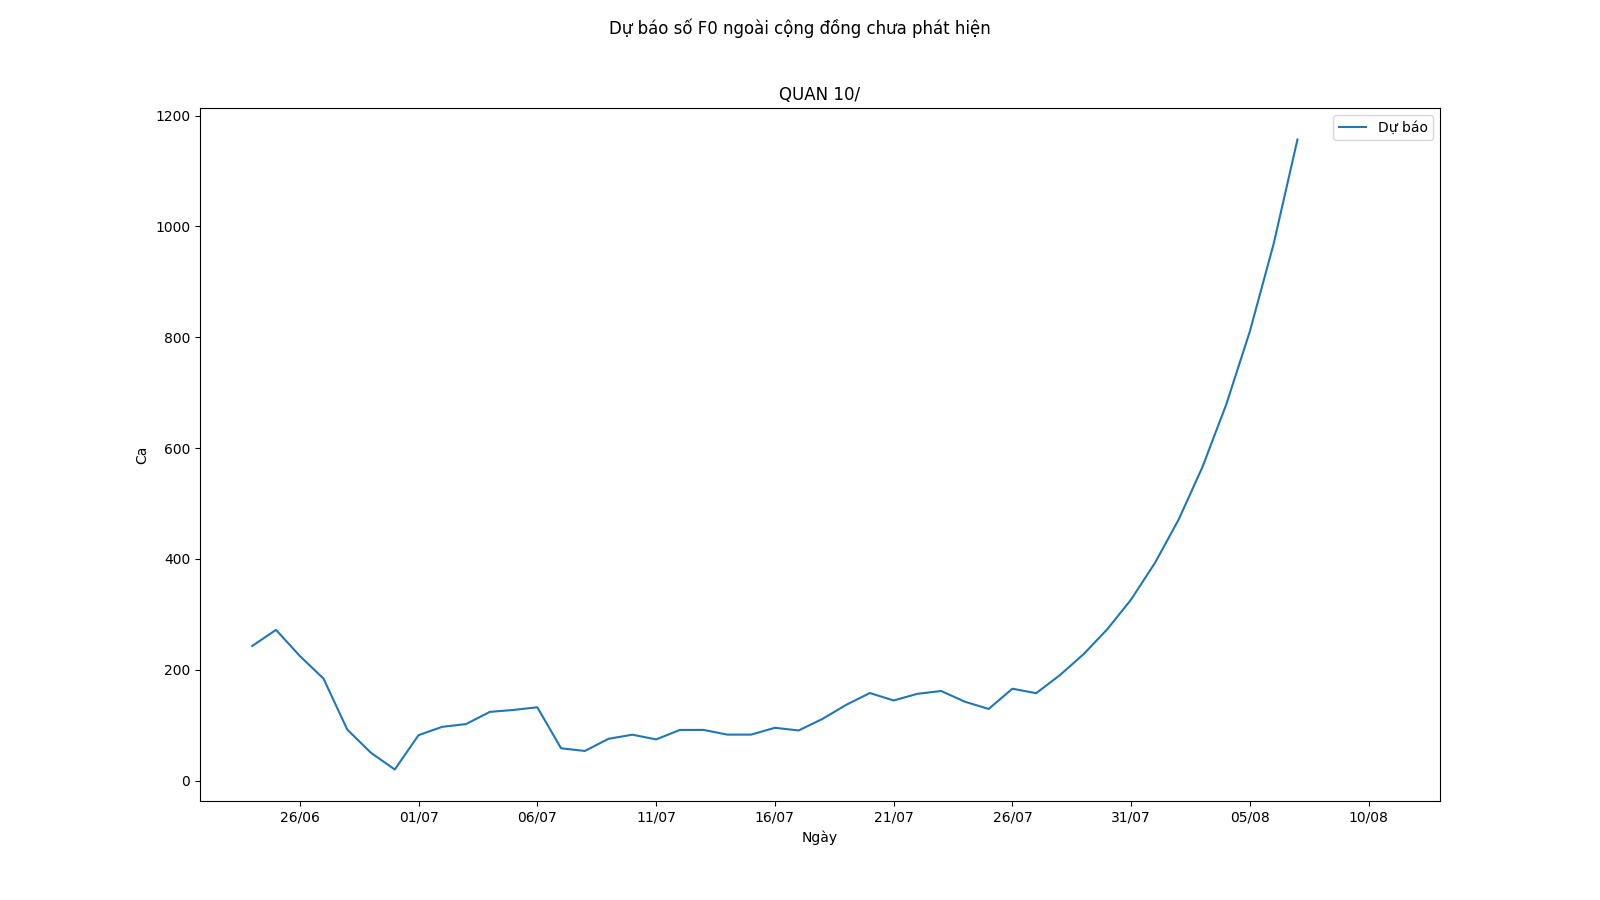 Dự báo số F0 ngoài cộng đồng chưa phát hiện
QUAN 10/
Dự báo
1200
1000
800
600
400
200
0
Ca
26/06 01/07 06/07 11/07 16/07 21/07 26/07 31/07 05/08 10/08
Ngày